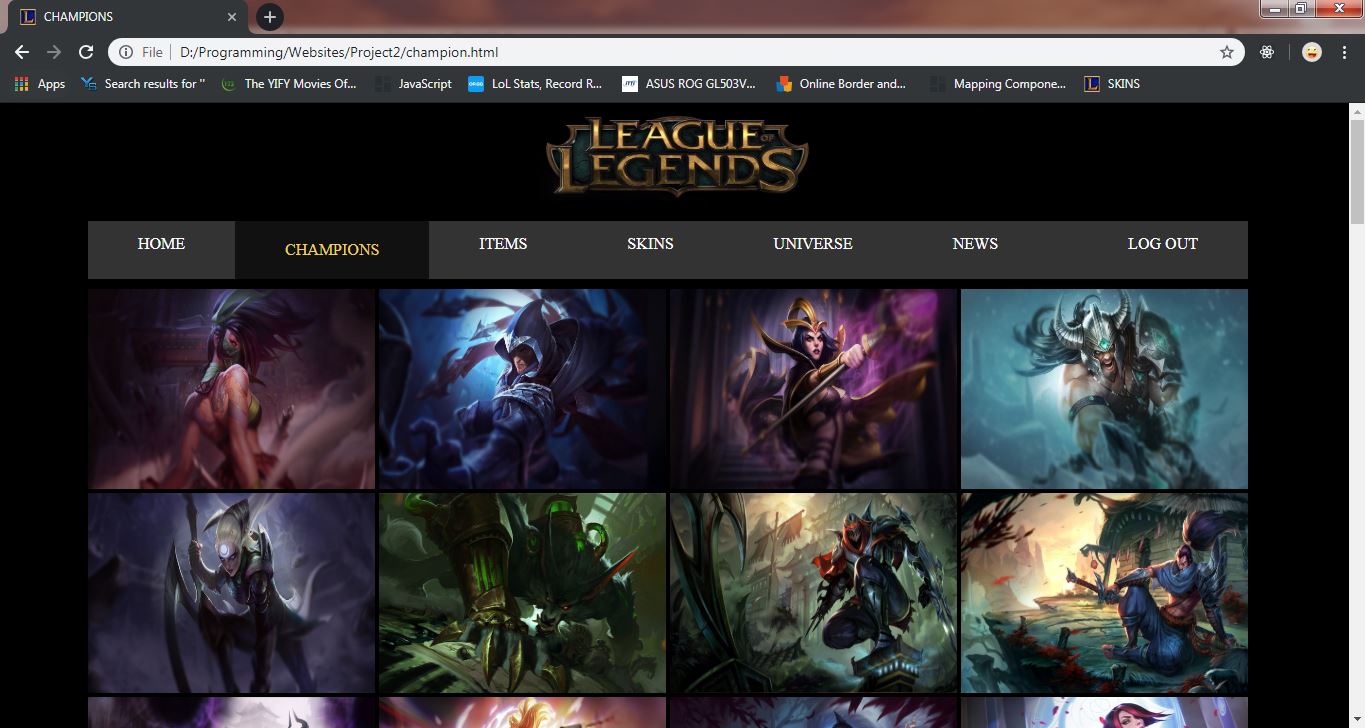 CHAMPIONS
File D:/Programming/Websites/Project2/champion.html
Apps Search results for " The YIFY Movies Of... JavaScript LoL Stats, Record R... ASUS ROG GL503V... Online Border and... Mapping Compone... SKINS
LEAGUE OF
LEGENDS
HOME CHAMPIONS ITEMS SKINS UNIVERSE NEWS LOG OUT